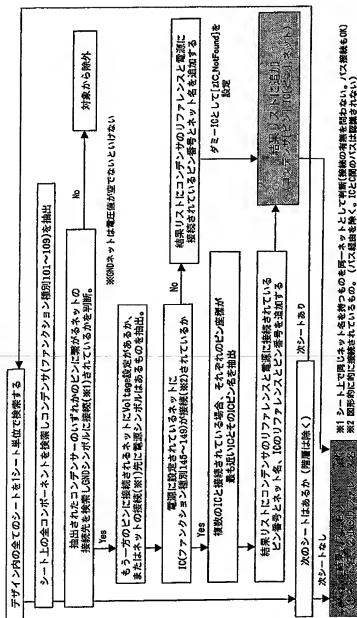 デザイン内の全てのシートを1シート単位で検索する
シート上の全コンポーネントを検索しコンデンサ(ファンクション種別101～109)を抽出
抽出されたコンデンサーのいずれかのピンに繋がるネットの
接続先を検索しGNDシンボルに接続(※1)されているかを判断。
No
対象から除外
※GNDネットは電圧値が空でないといけない
Yes
もう一方のピンに接続されるネットにVoltage設定があるか、
またはネットの接続(※1)先に電源シンボルはあるものを抽出。
電源に設定されているネットに
IC(ファンクション種別145～148)が接続(※2)されているか
No
結果リストにコンデンサのリファレンスと電源に
接続されているピン番号とネット名を追加する
ダミーICとして[zIC_NotFound]を
設定
Yes
複数のICと接続されている場合、それぞれのピン座標が
最も近いICとそのICピン名を抽出
結果リストにコンデンサのリファレンスと電源に接続されている
ピン番号とネット名、ICのリファレンスとピン番号を追加する
結果リストに追加
次のシートはあるか(階層は除く)
次シートあり
次シートなし
※1 シート上で同じネット名を持つものを同一ネットとして判断(接続の有無を問わない。バス接続もOK)
※2 図形的に的に接続されているもの。(バス経由を除く。ICとC間のバスは認識されない)